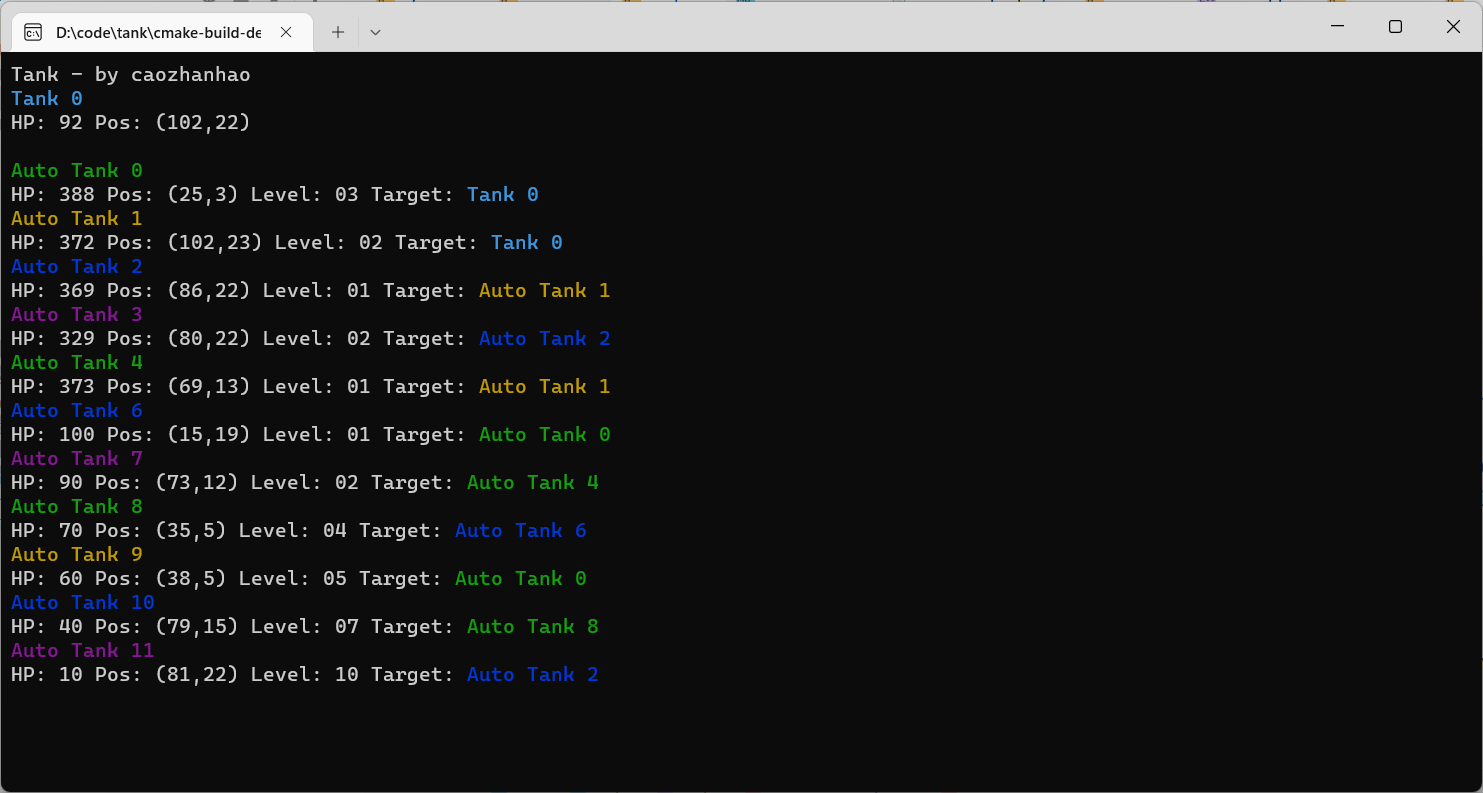 D:\code\tank\cmake-build-de
Tank - by caozhanhao
Tank 0
HP: 92 Pos: (102,22)
Auto Tank 0
HP: 388 Pos: (25,3) Level: 03 Target: Tank 0
Auto Tank 1
HP: 372 Pos: (102,23) Level: 02 Target: Tank 0
Auto Tank 2
HP: 369 Pos: (86,22) Level: 01 Target: Auto Tank 1
Auto Tank 3
HP: 329 Pos: (80,22) Level: 02 Target: Auto Tank 2
Auto Tank 4
HP: 373 Pos: (69,13) Level: 01 Target: Auto Tank 1
Auto Tank 6
HP: 100 Pos: (15,19) Level: 01 Target: Auto Tank 0
Auto Tank 7
HP: 90 Pos: (73,12) Level: 02 Target: Auto Tank 4
Auto Tank 8
HP: 70 Pos: (35,5) Level: 04 Target: Auto Tank 6
Auto Tank 9
HP: 60 Pos: (38,5) Level: 05 Target: Auto Tank 0
Auto Tank 10
HP: 40 Pos: (79,15) Level: 07 Target: Auto Tank 8
Auto Tank 11
HP: 10 Pos: (81,22) Level: 10 Target: Auto Tank 2